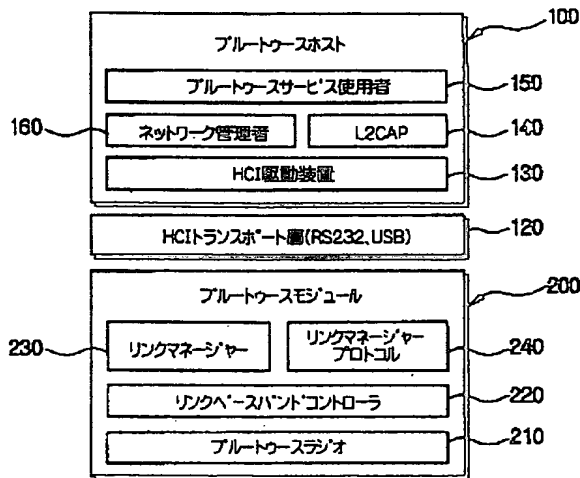 ブルートゥースホスト
100
ブルートゥースサービス使用者
150
160
ネットワーク管理者
L2CAP
140
HCI駆動装置
130
HCIトランスポート層(RS232、USB)
120
ブルートゥースモジュール
200
230
リンクマネージャー
リンクマネージャー
プロトコル
240
リンクベースバンドコントローラ
220
ブルートゥースラジオ
210